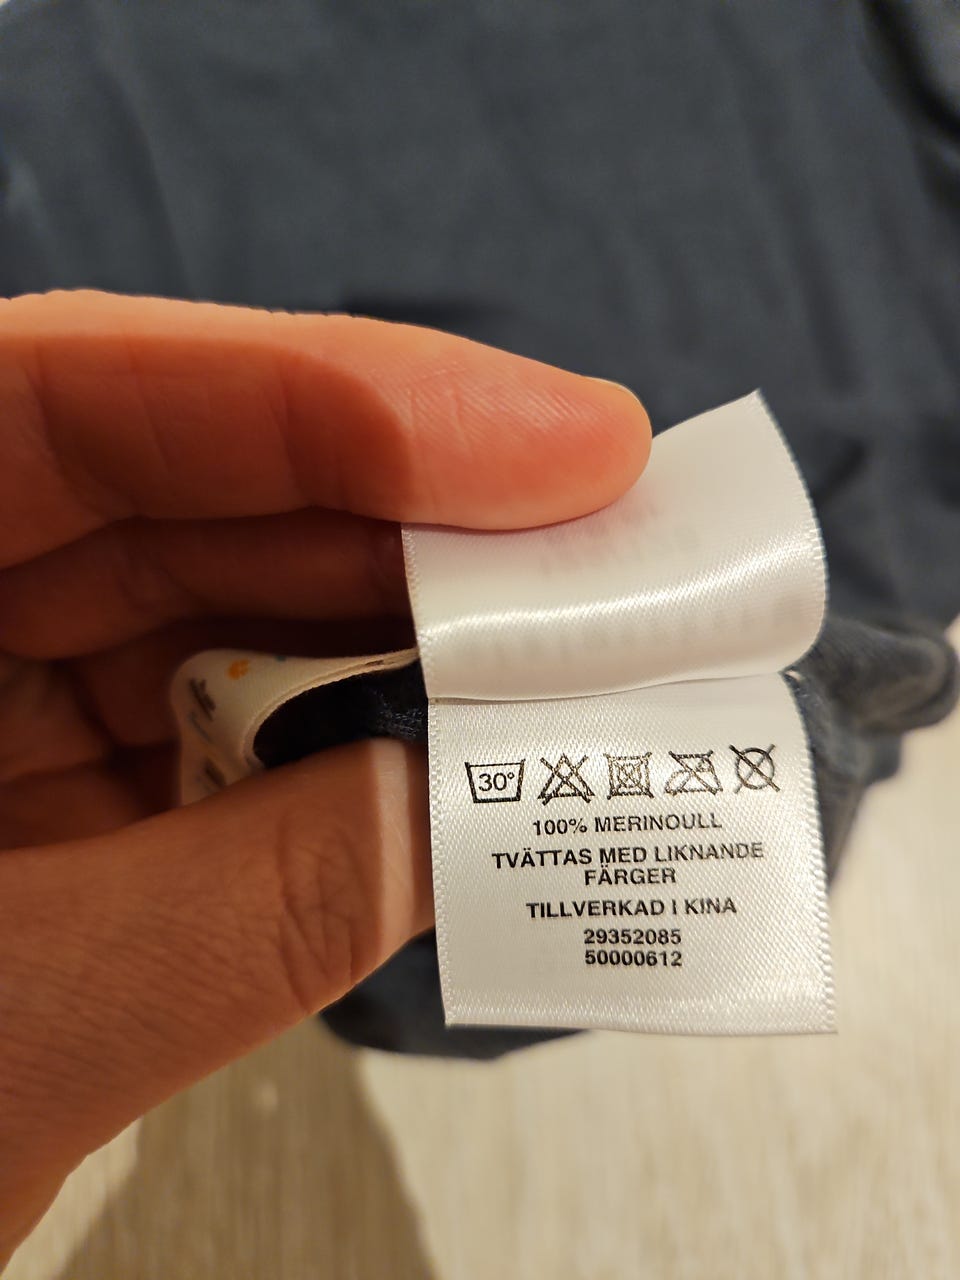 30°
100% MERINOULL
TVÄTTAS MED LIKNANDE
FÄRGER
TILLVERKAD I KINA
29352085
50000612